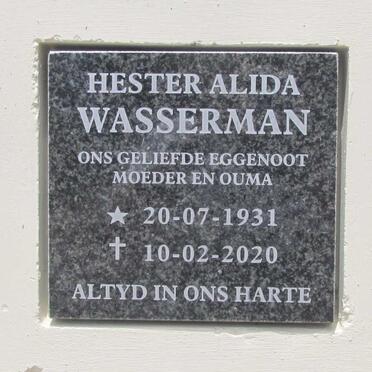 HESTER ALIDA
WASSERMAN
ONS GELIEFDE EGGENOOT
MOEDER EN OUMA
★ 20-07-1931
✝ 10-02-2020
ALTYD IN ONS HARTE